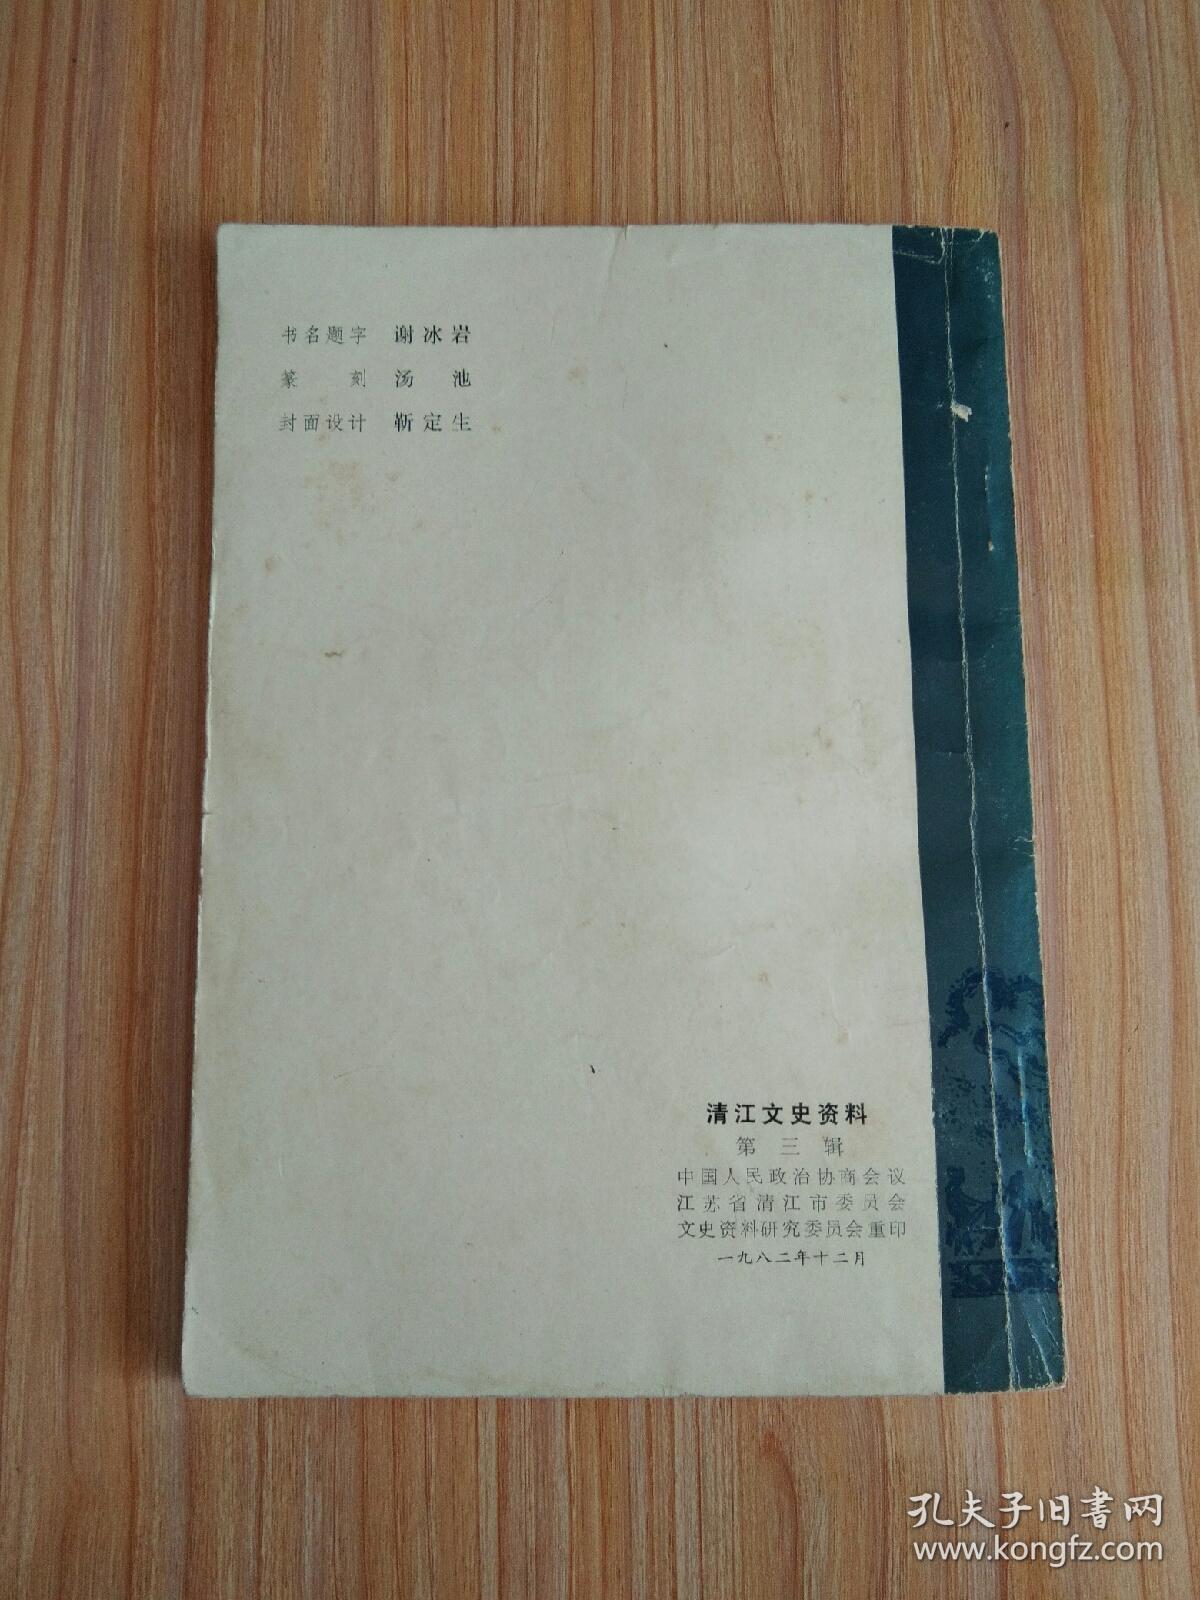 书名题字 谢冰岩
篆刻 汤池
封面设计 靳定生
清江文史资料
第三辑
中国人民政治协商会议
江苏省清江市委员会
文史资料研究委员会重印
一九八二年十二月
孔夫子旧书网
www.kongfz.com